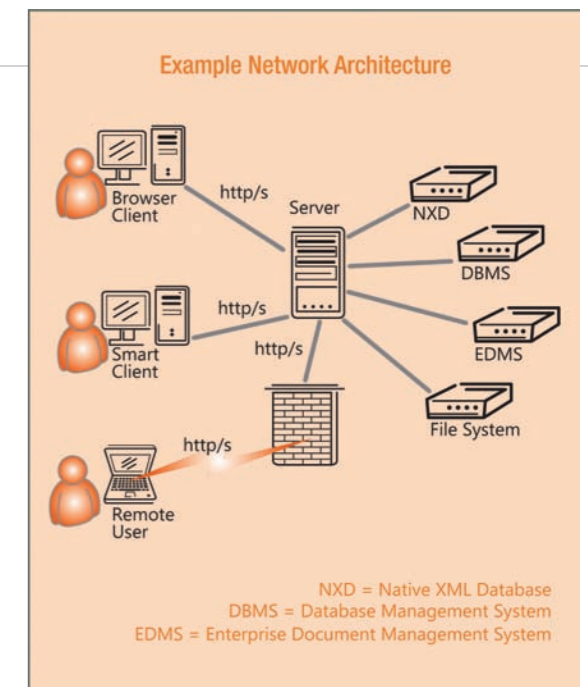 Example Network Architecture
Browser
Client
http/s
Server
NXD
DBMS
http/s
Smart
Client
http/s
EDMS
File System
http/s
Remote
User
NXD = Native XML Database
DBMS = Database Management System
EDMS = Enterprise Document Management System